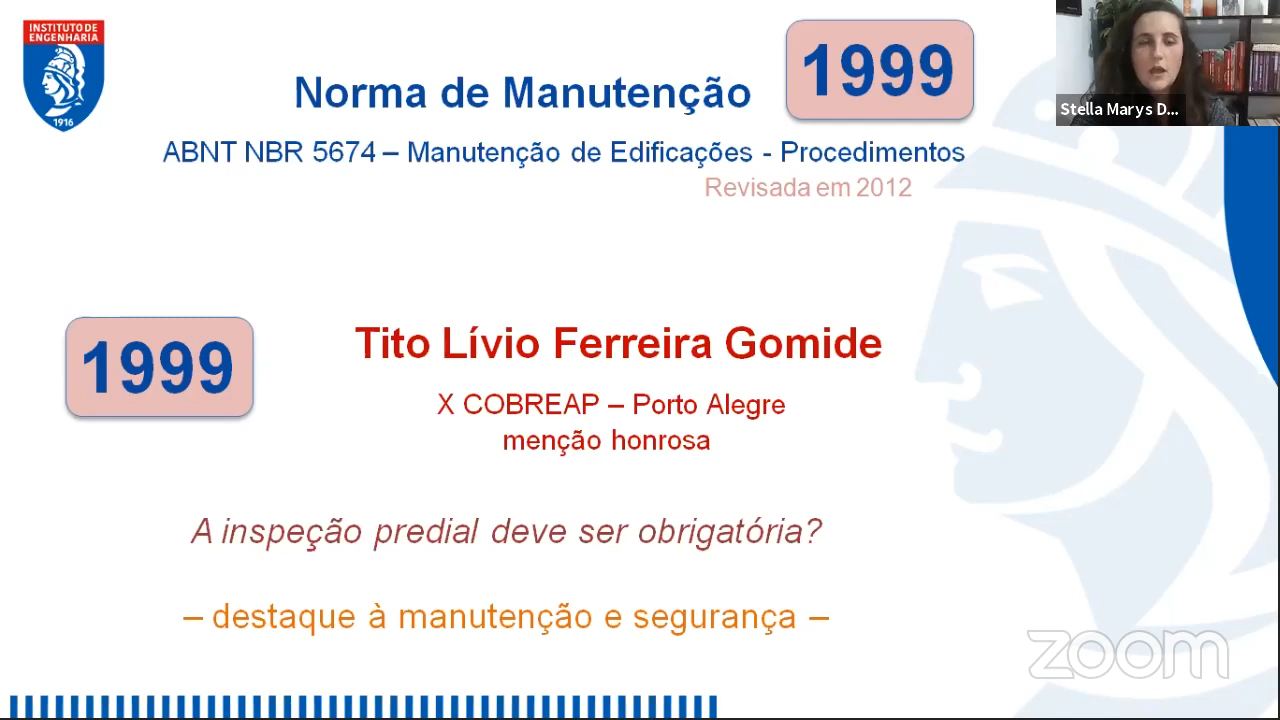 INSTITUTO DE
ENGENHARIA
1916
Norma de Manutenção
1999
Stella Marys D...
ABNT NBR 5674 – Manutenção de Edificações - Procedimentos
Revisada em 2012
1999
Tito Lívio Ferreira Gomide
X COBREAP – Porto Alegre
menção honrosa
A inspeção predial deve ser obrigatória?
– destaque à manutenção e segurança –
zoom